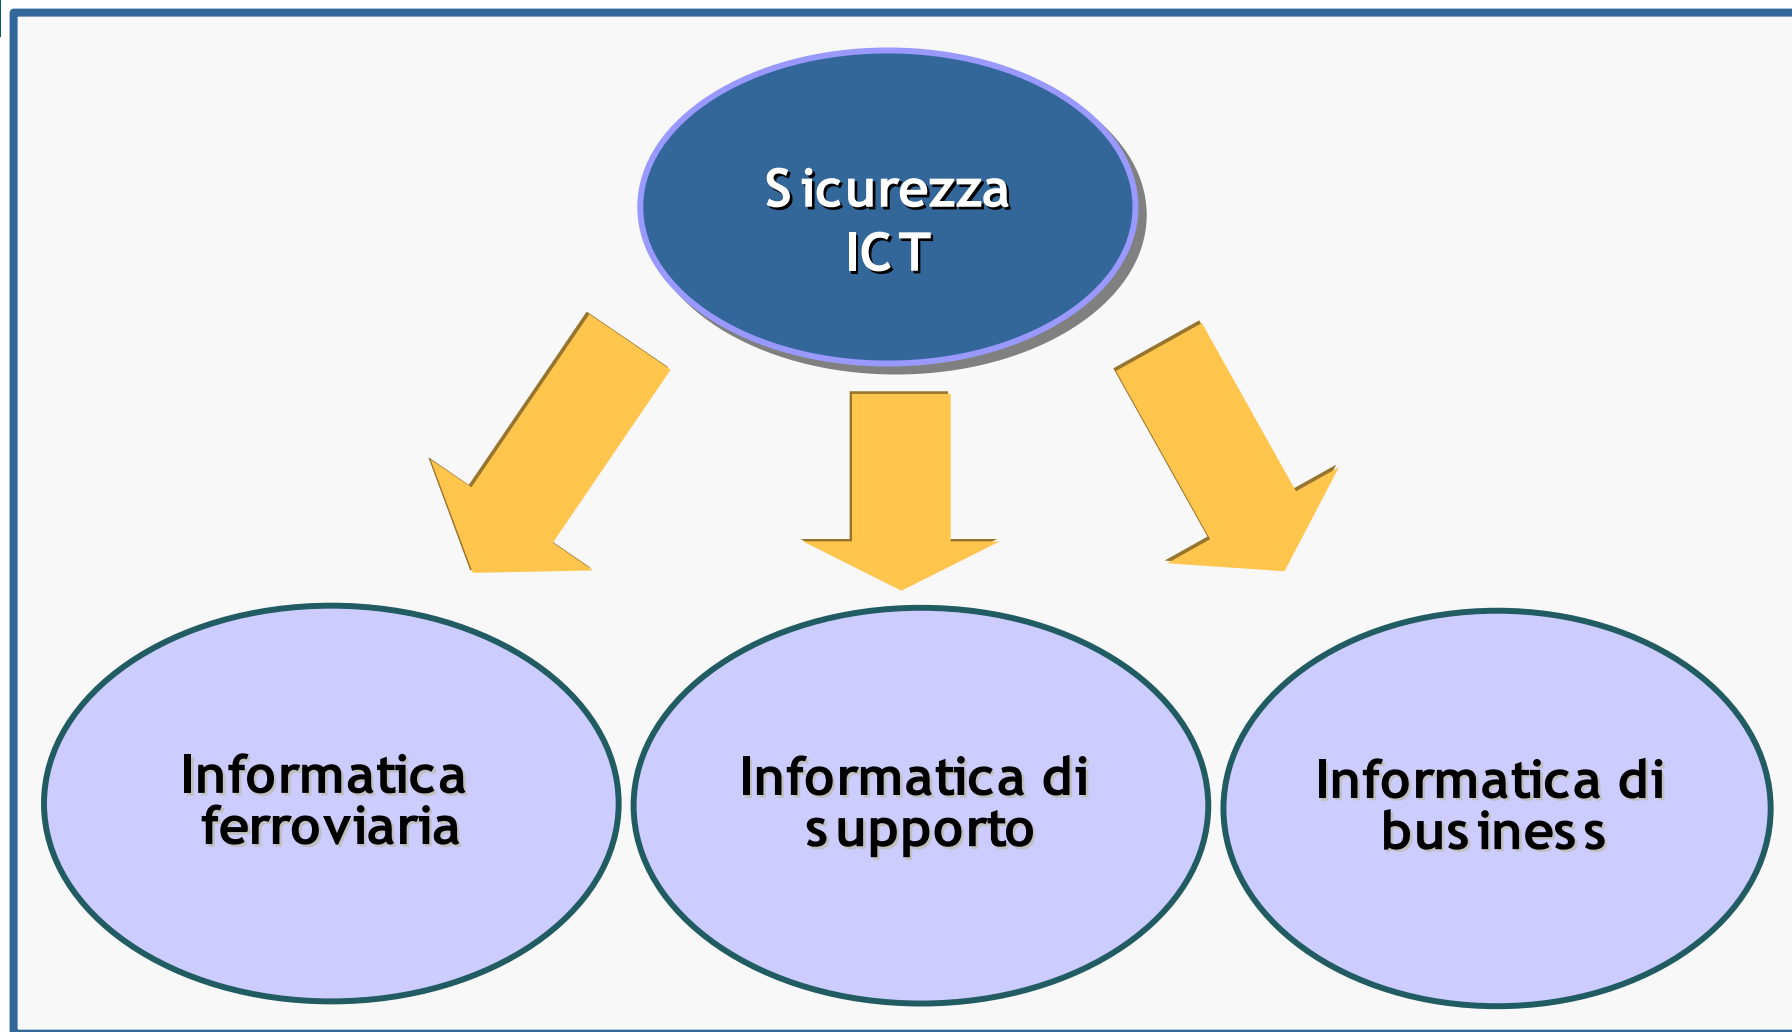 Sicurezza
ICT
Informatica
ferroviaria
Informatica di
supporto
Informatica di
business